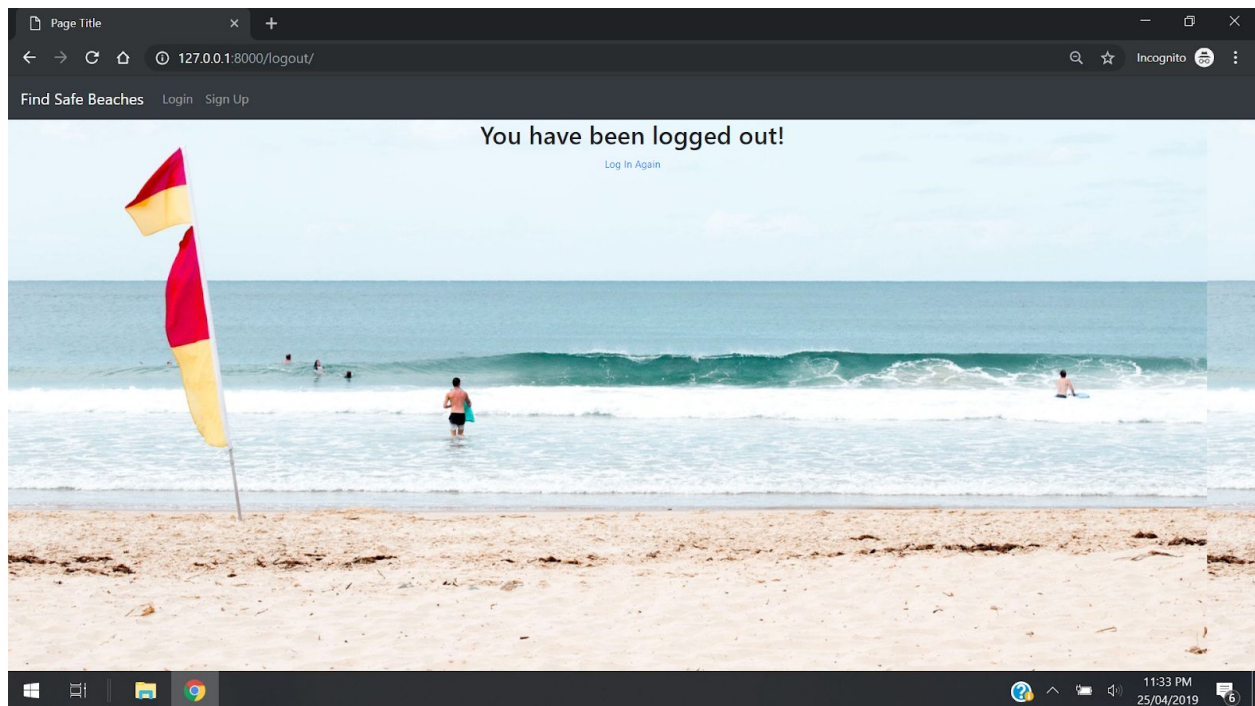 Page Title
127.0.0.1:8000/logout/
Incognito
Find Safe Beaches Login Sign Up
You have been logged out!
Log In Again
11:33 PM
25/04/2019
6